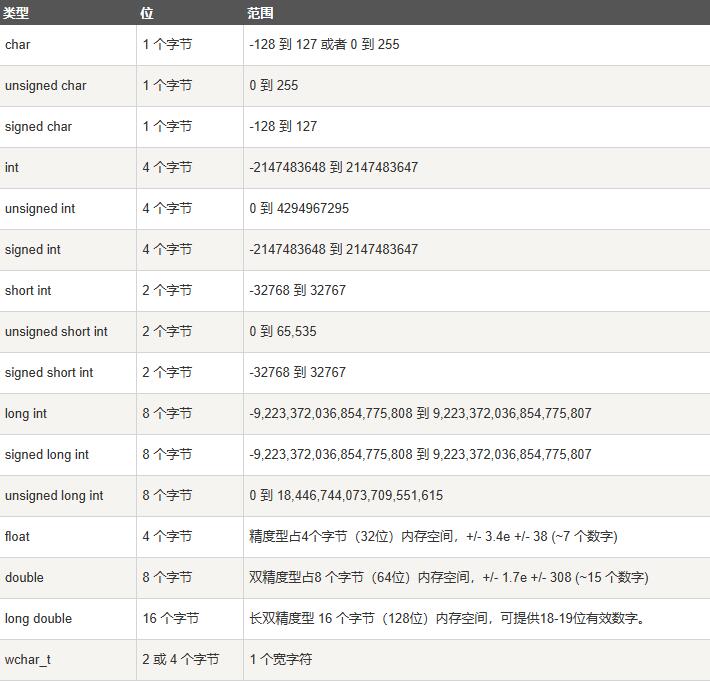 类型 位 范围
char 1 个字节 -128 到 127 或者 0 到 255
unsigned char 1 个字节 0 到 255
signed char 1 个字节 -128 到 127
int 4 个字节 -2147483648 到 2147483647
unsigned int 4 个字节 0 到 4294967295
signed int 4 个字节 -2147483648 到 2147483647
short int 2 个字节 -32768 到 32767
unsigned short int 2 个字节 0 到 65,535
signed short int 2 个字节 -32768 到 32767
long int 8 个字节 -9,223,372,036,854,775,808 到 9,223,372,036,854,775,807
signed long int 8 个字节 -9,223,372,036,854,775,808 到 9,223,372,036,854,775,807
unsigned long int 8 个字节 0 到 18,446,744,073,709,551,615
float 4 个字节 精度型占4个字节（32位）内存空间，+/- 3.4e +/- 38 (~7 个数字)
double 8 个字节 双精度型占8 个字节（64位）内存空间，+/- 1.7e +/- 308 (~15 个数字)
long double 16 个字节 长双精度型 16 个字节（128位）内存空间，可提供18-19位有效数字。
wchar_t 2 或 4 个字节 1 个宽字符